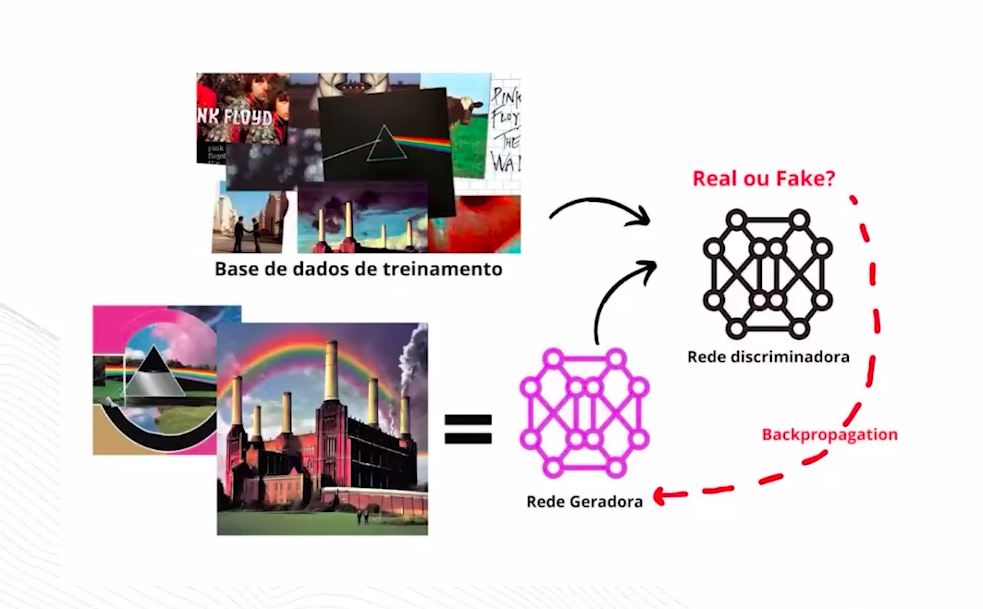 NK FLOYD
pink
floyd
PINK
FLOY
THE
WAL
Base de dados de treinamento
Real ou Fake?
Rede discriminadora
Backpropagation
Rede Geradora